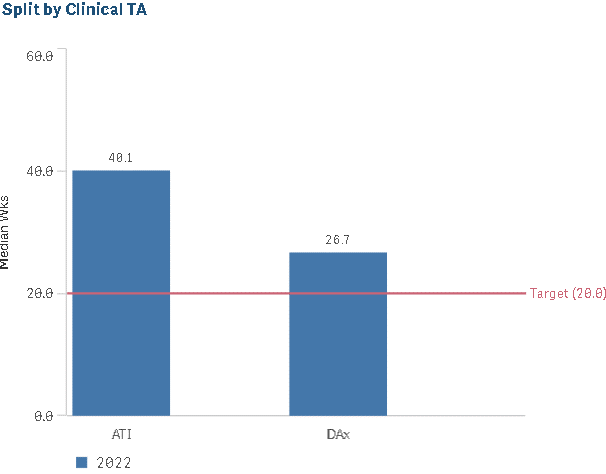 Split by Clinical TA
60.0
40.1
40.0
Median Wks
26.7
20.0
Target (20.0)
0.0
ATI
DAx
2022